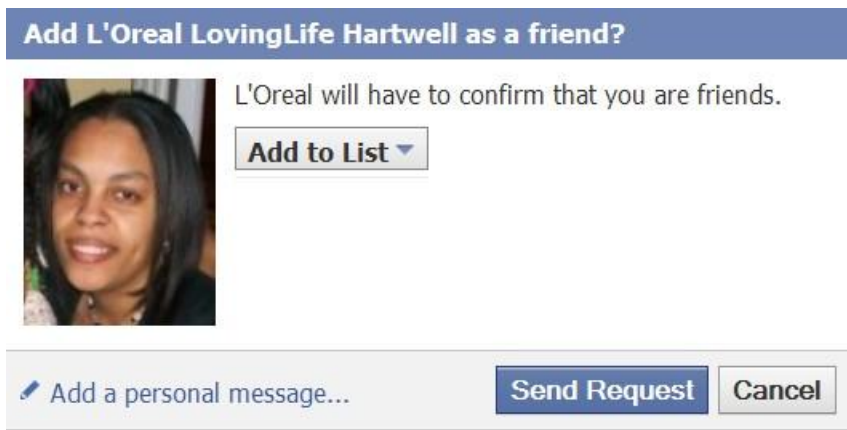 Add L'Oreal LovingLife Hartwell as a friend?
L'Oreal will have to confirm that you are friends.
Add to List
Add a personal message...
Send Request
Cancel